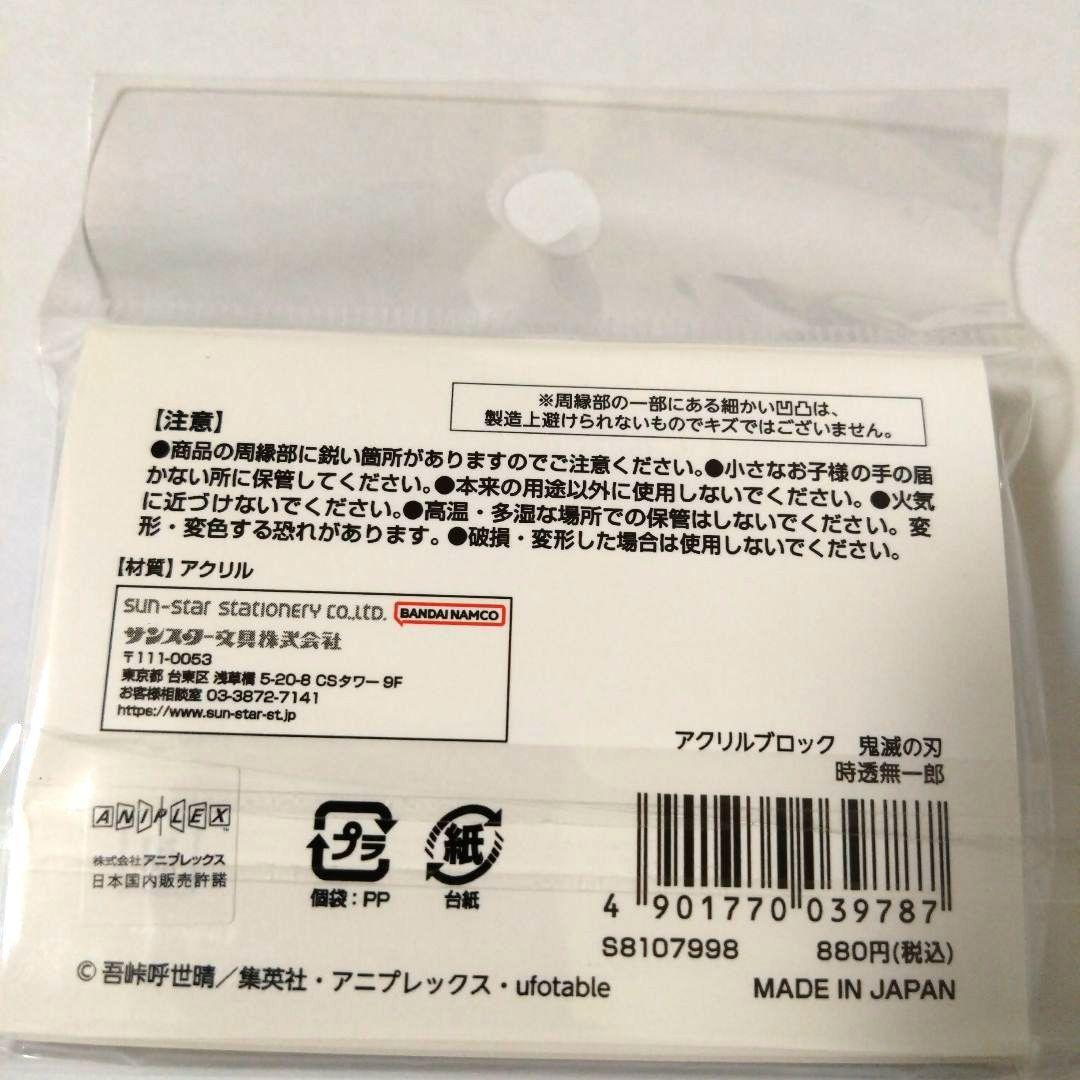 ※周縁部の一部にある細かい凹凸は、
製造上避けられないものでキズではございません。
【注意】
●商品の周縁部に鋭い箇所がありますのでご注意ください。●小さなお子様の手の届
かない所に保管してください。●本来の用途以外に使用しないでください。●火気
に近づけないでください。●高温・多湿な場所での保管はしないでください。変
形・変色する恐れがあります。●破損・変形した場合は使用しないでください。
【材質】アクリル
sun-star stationery co.,ltd. BANDAI NAMCO
サンスター文具株式会社
〒111-0053
東京都 台東区 浅草橋 5-20-8 CSタワー 9F
お客様相談室 03-3872-7141
https://www.sun-star-st.jp
アクリルブロック 鬼滅の刃
時透無一郎
ANIPLEX™
株式会社アニプレックス
日本国内販売許諾
プラ
個袋：PP
紙
台紙
4 901770 039787
S8107998 880円(税込)
© 吾峠呼世晴／集英社・アニプレックス・ufotable
MADE IN JAPAN